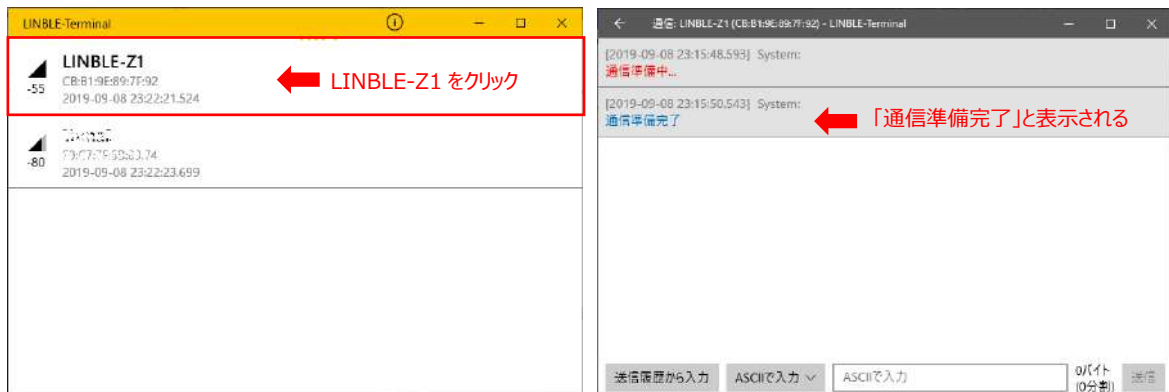 LINBLE-Terminal
LINBLE-Z1
CB:B1:9E:89:7F:92
-55
2019-09-08 23:22:21.524
LINBLE-Z1 をクリック
-80
2019-09-08 23:22:23.699
通信: LINBLE-Z1 (CB:B1:9E:89:7F:92) - LINBLE-Terminal
[2019-09-08 23:15:48.593] System:
通信準備中...
[2019-09-08 23:15:50.543] System:
通信準備完了
「通信準備完了」と表示される
送信履歴から入力
ASCIIで入力
ASCIIで入力
0バイト
(0分割)
送信